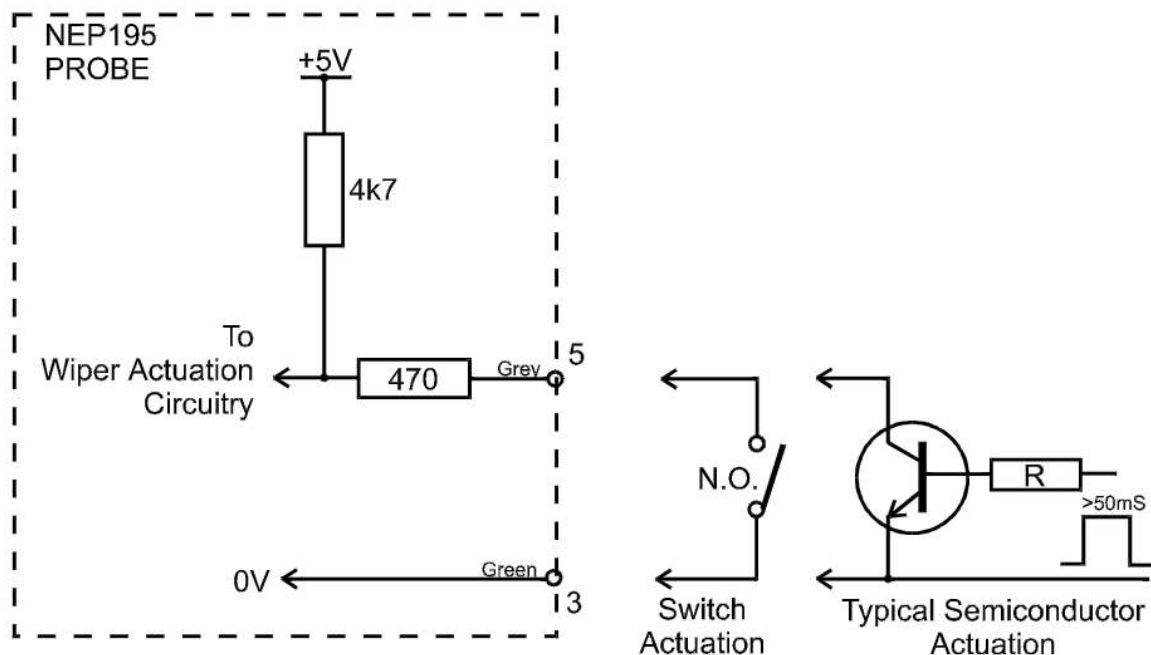 NEP195
PROBE
+5V
4k7
To
Wiper Actuation
Circuitry
470
Grey
5
N.O.
R
>50mS
0V
Green
3
Switch
Actuation
Typical Semiconductor
Actuation